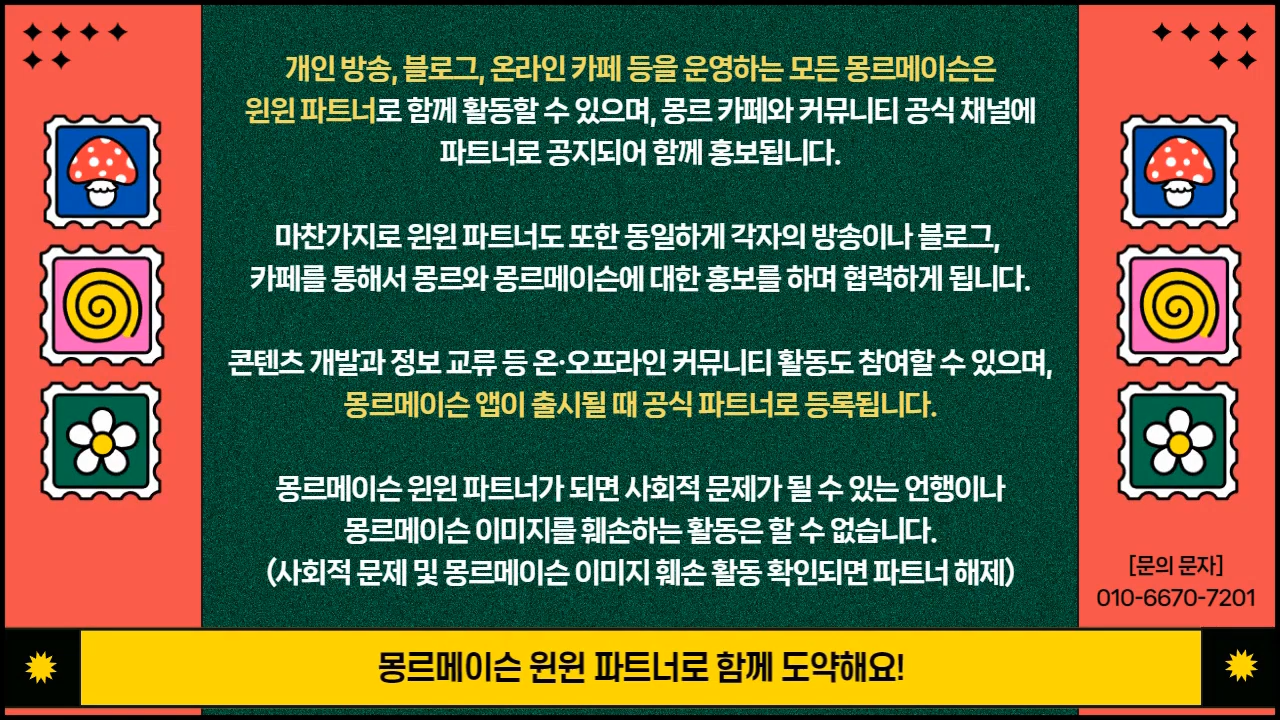 개인 방송, 블로그, 온라인 카페 등을 운영하는 모든 몽르메이슨은
윈윈 파트너로 함께 활동할 수 있으며, 몽르 카페와 커뮤니티 공식 채널에
파트너로 공지되어 함께 홍보됩니다.
마찬가지로 윈윈 파트너도 또한 동일하게 각자의 방송이나 블로그,
카페를 통해서 몽르와 몽르메이슨에 대한 홍보를 하며 협력하게 됩니다.
콘텐츠 개발과 정보 교류 등 온·오프라인 커뮤니티 활동도 참여할 수 있으며,
몽르메이슨 앱이 출시될 때 공식 파트너로 등록됩니다.
몽르메이슨 윈윈 파트너가 되면 사회적 문제가 될 수 있는 언행이나
몽르메이슨 이미지를 훼손하는 활동은 할 수 없습니다.
(사회적 문제 및 몽르메이슨 이미지 훼손 활동 확인되면 파트너 해제)
[문의 문자]
010-6670-7201
몽르메이슨 윈윈 파트너로 함께 도약해요!